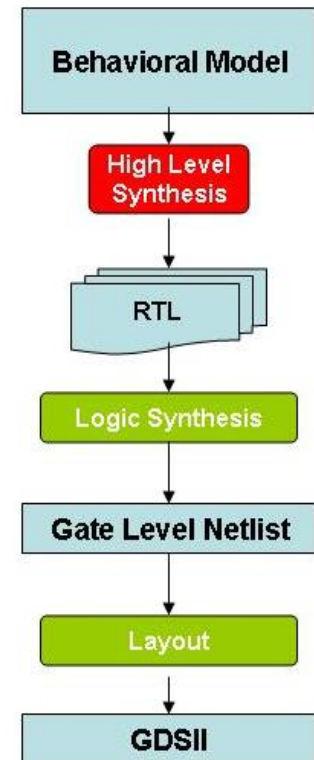 Behavioral Model
High Level
Synthesis
RTL
Logic Synthesis
Gate Level Netlist
Layout
GDSII